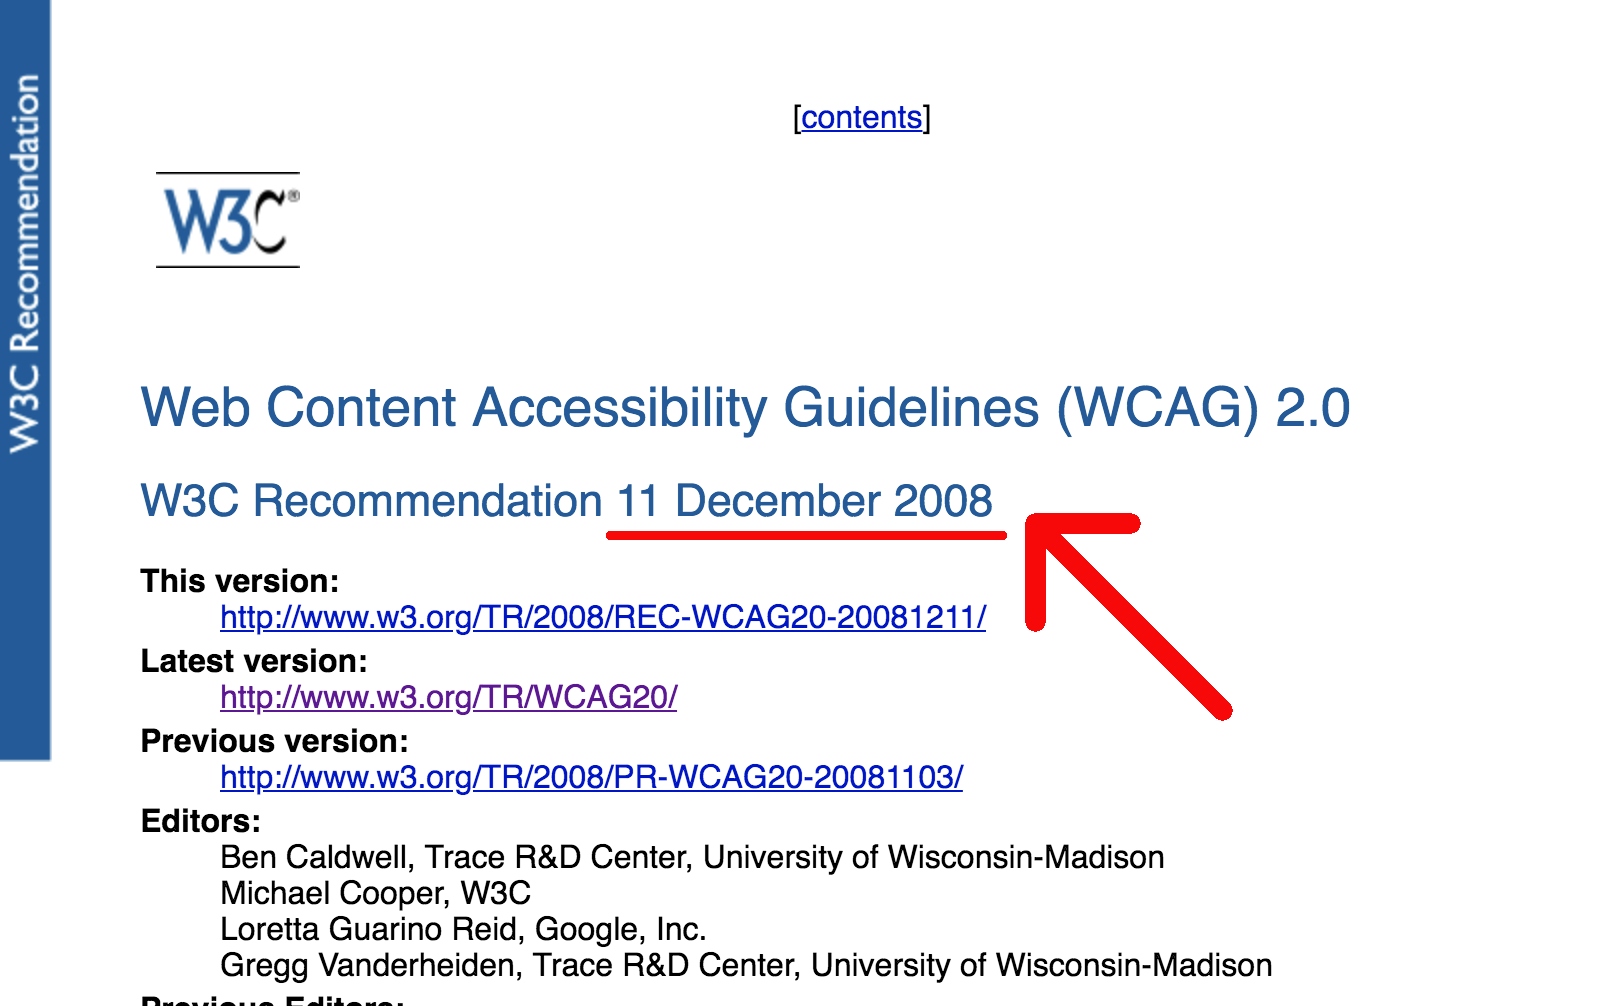 W3C Recommendation
[contents]
W3C®
Web Content Accessibility Guidelines (WCAG) 2.0
W3C Recommendation 11 December 2008
This version:
http://www.w3.org/TR/2008/REC-WCAG20-20081211/
Latest version:
http://www.w3.org/TR/WCAG20/
Previous version:
http://www.w3.org/TR/2008/PR-WCAG20-20081103/
Editors:
Ben Caldwell, Trace R&D Center, University of Wisconsin-Madison
Michael Cooper, W3C
Loretta Guarino Reid, Google, Inc.
Gregg Vanderheiden, Trace R&D Center, University of Wisconsin-Madison
Previous Editors: